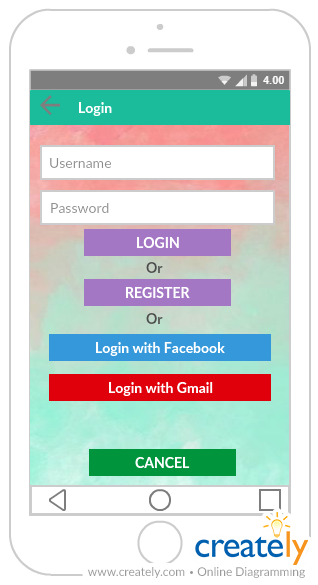 4.00
Login
Username
Password
LOGIN
Or
REGISTER
Or
Login with Facebook
Login with Gmail
CANCEL
creately
www.creately.com • Online Diagramming